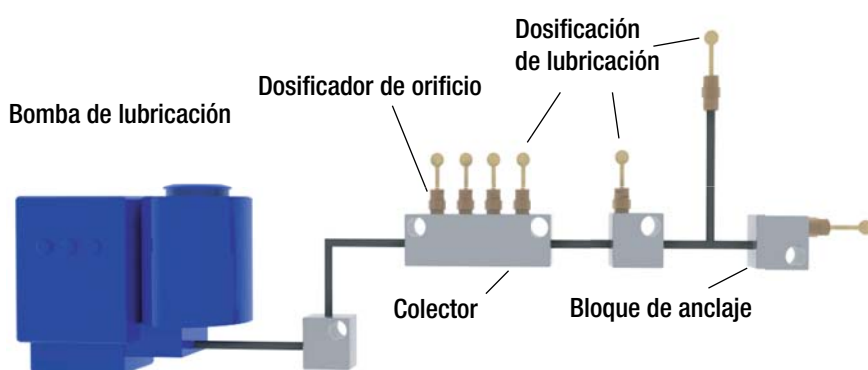 Dosificación
de lubricación
Dosificador de orificio
Bomba de lubricación
Colector
Bloque de anclaje